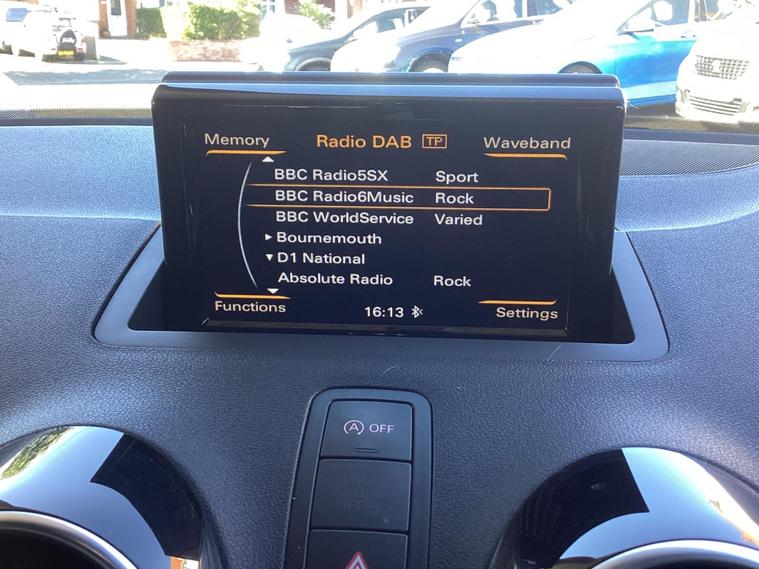 Memory Radio DAB TP Waveband
BBC Radio5SX Sport
BBC Radio6Music Rock
BBC WorldService Varied
Bournemouth
D1 National
Absolute Radio Rock
Functions 16:13 Settings
A OFF